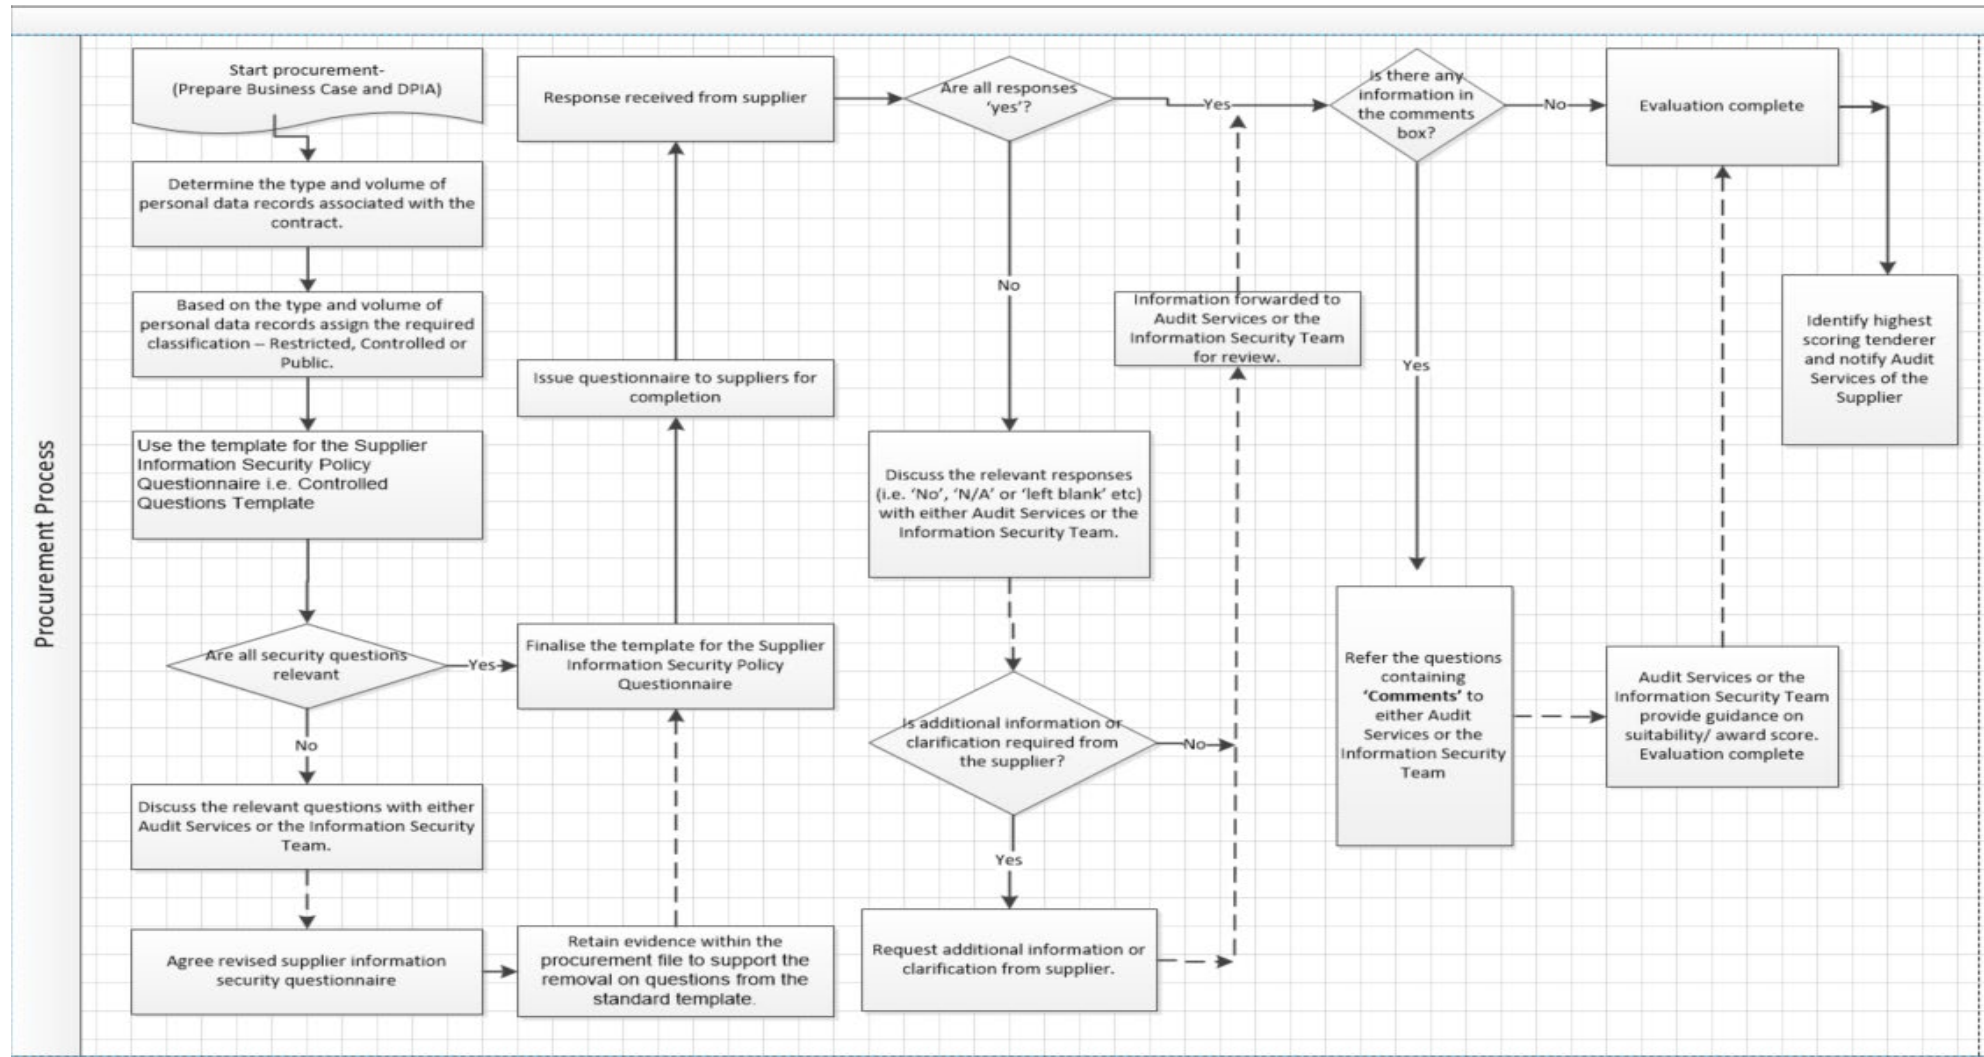 Procurement Process
Start procurement-
(Prepare Business Case and DPIA)
Determine the type and volume of
personal data records associated with the
contract.
Based on the type and volume of
personal data records assign the required
classification – Restricted, Controlled or
Public.
Use the template for the Supplier
Information Security Policy
Questionnaire i.e. Controlled
Questions Template
Are all security questions
relevant
Yes
No
Discuss the relevant questions with either
Audit Services or the Information Security
Team.
Agree revised supplier information
security questionnaire
Retain evidence within the
procurement file to support the
removal on questions from the
standard template.
Finalise the template for the Supplier
Information Security Policy
Questionnaire
Issue questionnaire to suppliers for
completion
Response received from supplier
Are all responses
‘yes’?
Yes
No
Discuss the relevant responses
(i.e. ‘No’, ‘N/A’ or ‘left blank’ etc)
with either Audit Services or the
Information Security Team.
Is additional information or
clarification required from
the supplier?
No
Yes
Request additional information or
clarification from supplier.
Information forwarded to
Audit Services or the
Information Security Team
for review.
Is there any
information in
the comments
box?
No
Yes
Refer the questions
containing
‘Comments’ to
either Audit
Services or the
Information Security
Team
Audit Services or the
Information Security Team
provide guidance on
suitability/ award score.
Evaluation complete
Evaluation complete
Identify highest
scoring tenderer
and notify Audit
Services of the
Supplier